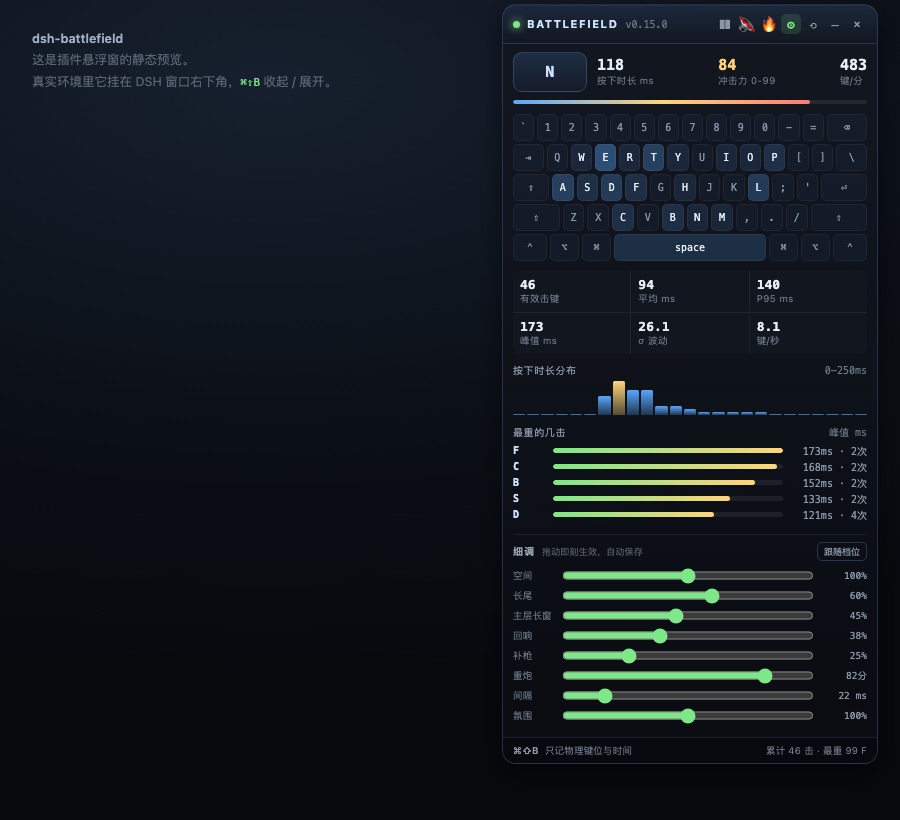 dsh-battlefield
这是插件悬浮窗的静态预览。
真实环境里它挂在 DSH 窗口右下角，⌘⇧B 收起 / 展开。
BATTLEFIELD v0.15.0
N
118 84 483
按下时长 ms 冲击力 0-99 键/分
` 1 2 3 4 5 6 7 8 9 0 − = ⌫
⇥ Q W E R T Y U I O P [ ] \
⇪ A S D F G H J K L ; ' ⏎
⇧ Z X C V B N M , . / ⇧
⌃ ⌥ ⌘ space ⌘ ⌥ ⌃
46 94 140
有效击键 平均 ms P95 ms
173 26.1 8.1
峰值 ms σ 波动 键/秒
按下时长分布 0—250ms
最重的几击 峰值 ms
F 173ms · 2次
C 168ms · 2次
B 152ms · 2次
S 133ms · 2次
D 121ms · 4次
细调 拖动即刻生效，自动保存 跟随档位
空间 100%
长尾 60%
主层长窗 45%
回响 38%
补枪 25%
重炮 82分
间隔 22 ms
氛围 100%
⌘⇧B 只记物理键位与时间 累计 46 击 · 最重 99 F